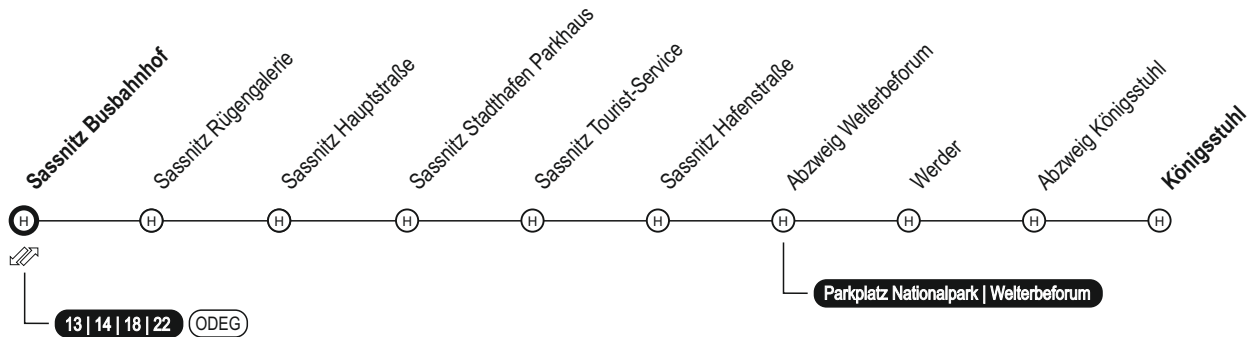 Sassnitz Busbahnhof
Sassnitz Rügengalerie
Sassnitz Hauptstraße
Sassnitz Stadthafen Parkhaus
Sassnitz Tourist-Service
Sassnitz Hafenstraße
Abzweig Welterbeforum
Werder
Abzweig Königsstuhl
Königsstuhl
H H H H H H H H H H
Parkplatz Nationalpark | Welterbeforum
13 | 14 | 18 | 22 ODEG